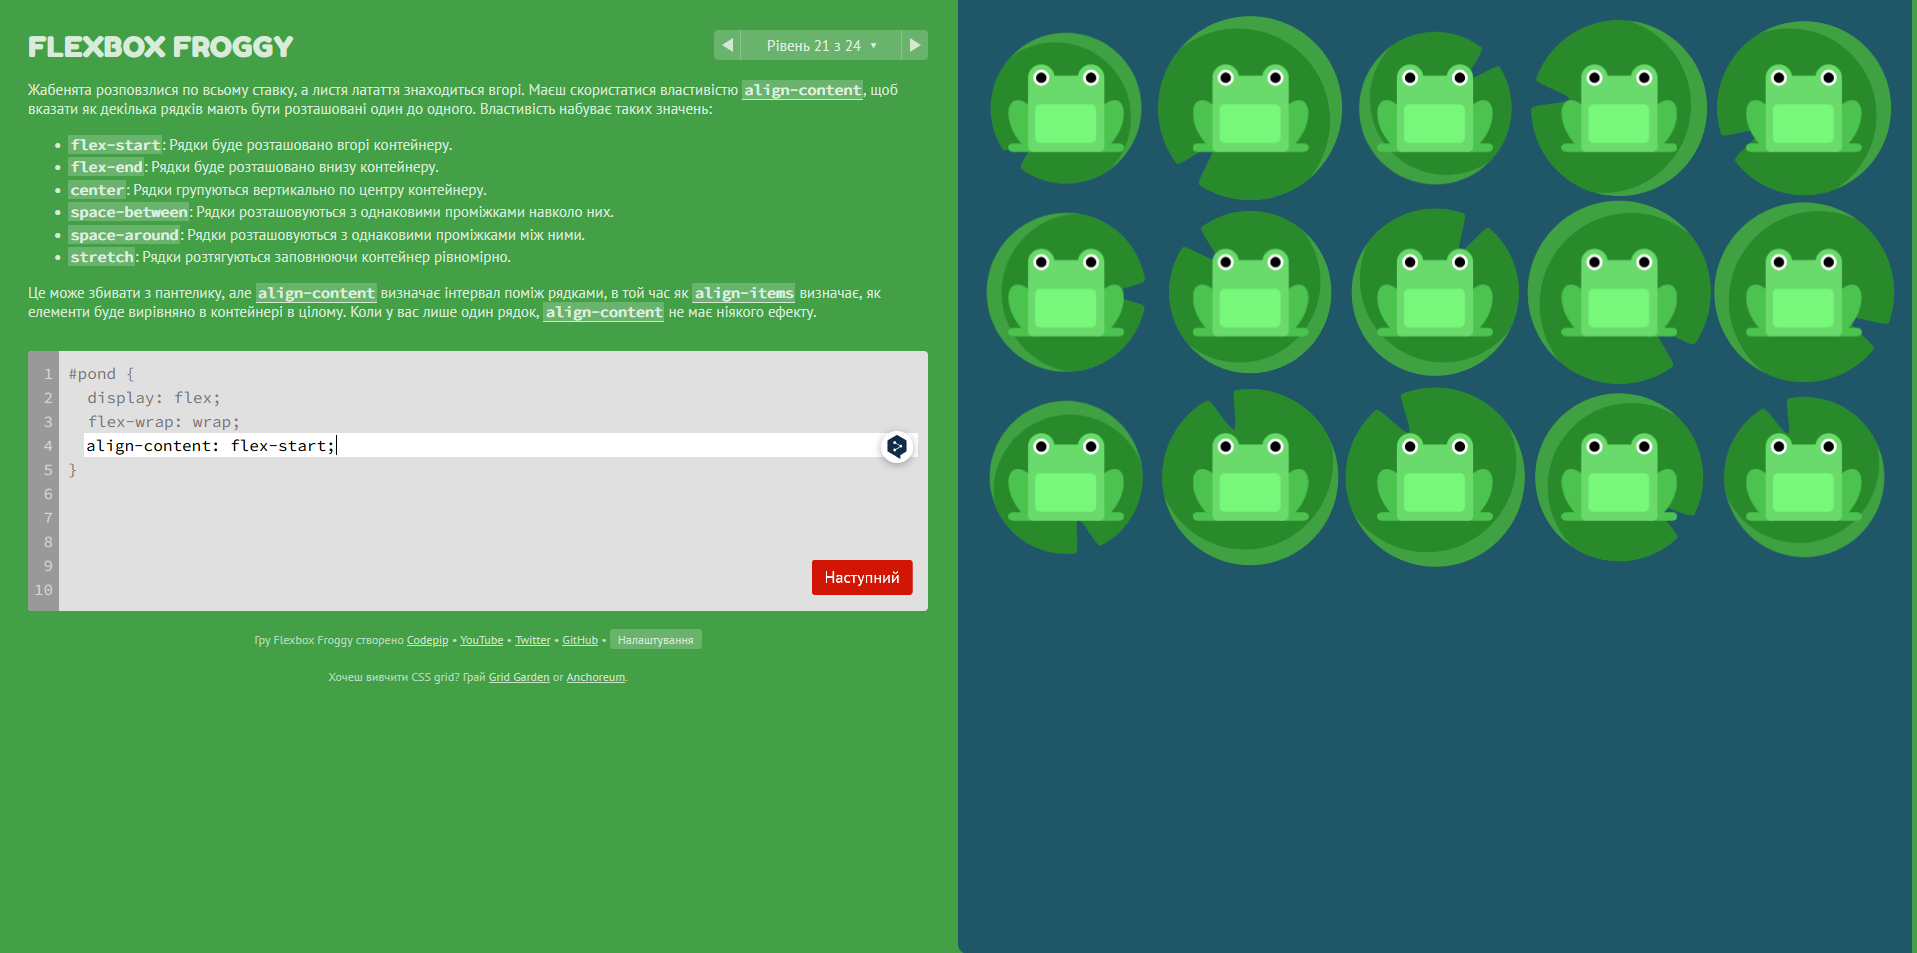 FLEXBOX FROGGY
Рівень 21 з 24
Жабенята розповзлися по всьому ставку, а листя латаття знаходиться вгорі. Маєш скористатися властивістю align-content, щоб
вказати як декілька рядків мають бути розташовані один до одного. Властивість набуває таких значень:
• flex-start: Рядки буде розташовано вгорі контейнеру.
• flex-end: Рядки буде розташовано внизу контейнеру.
• center: Рядки групуються вертикально по центру контейнеру.
• space-between: Рядки розташовуються з однаковими проміжками навколо них.
• space-around: Рядки розташовуються з однаковими проміжками між ними.
• stretch: Рядки розтягуються заповнюючи контейнер рівномірно.
Це може збивати з пантелику, але align-content визначає інтервал поміж рядками, в той час як align-items визначає, як
елементи буде вирівняно в контейнері в цілому. Коли у вас лише один рядок, align-content не має ніякого ефекту.
1 #pond {
2 display: flex;
3 flex-wrap: wrap;
4 align-content: flex-start;
5 }
6
7
8
9
10
Наступний
Гру Flexbox Froggy створено Codepip • YouTube • Twitter • GitHub • Налаштування
Хочеш вивчити CSS grid? Грай Grid Garden or Anchoreum.